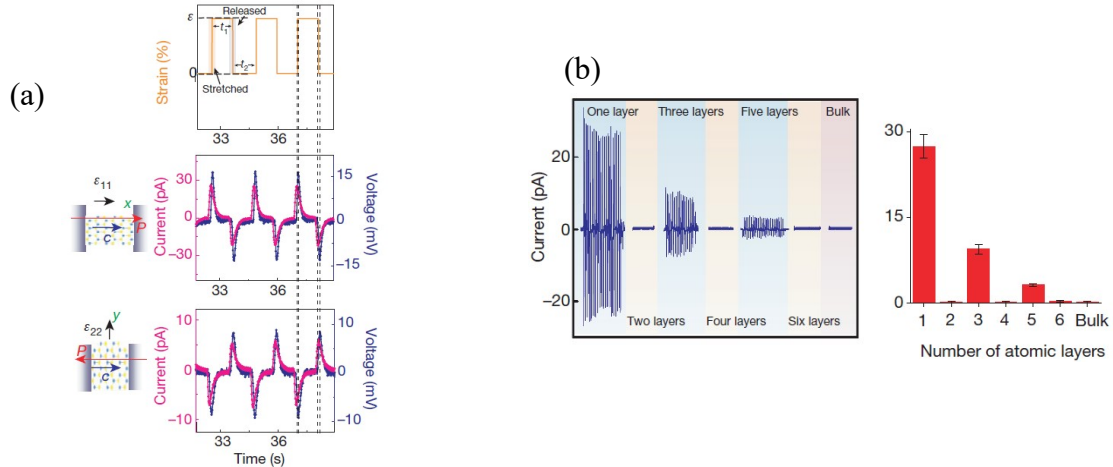 (a)
ε
Strain (%)
0
Released
t1
t2
Stretched
33 36
ε11
x
P
c
Current (pA)
30
0
−30
15
0
−15
Voltage (mV)
33 36
ε22
y
P
c
Current (pA)
10
5
0
−10
10
5
0
−10
Voltage (mV)
33 36
Time (s)
(b)
One layer Three layers Five layers Bulk
Current (pA)
20
0
−20
Two layers Four layers Six layers
30
15
0
1 2 3 4 5 6 Bulk
Number of atomic layers